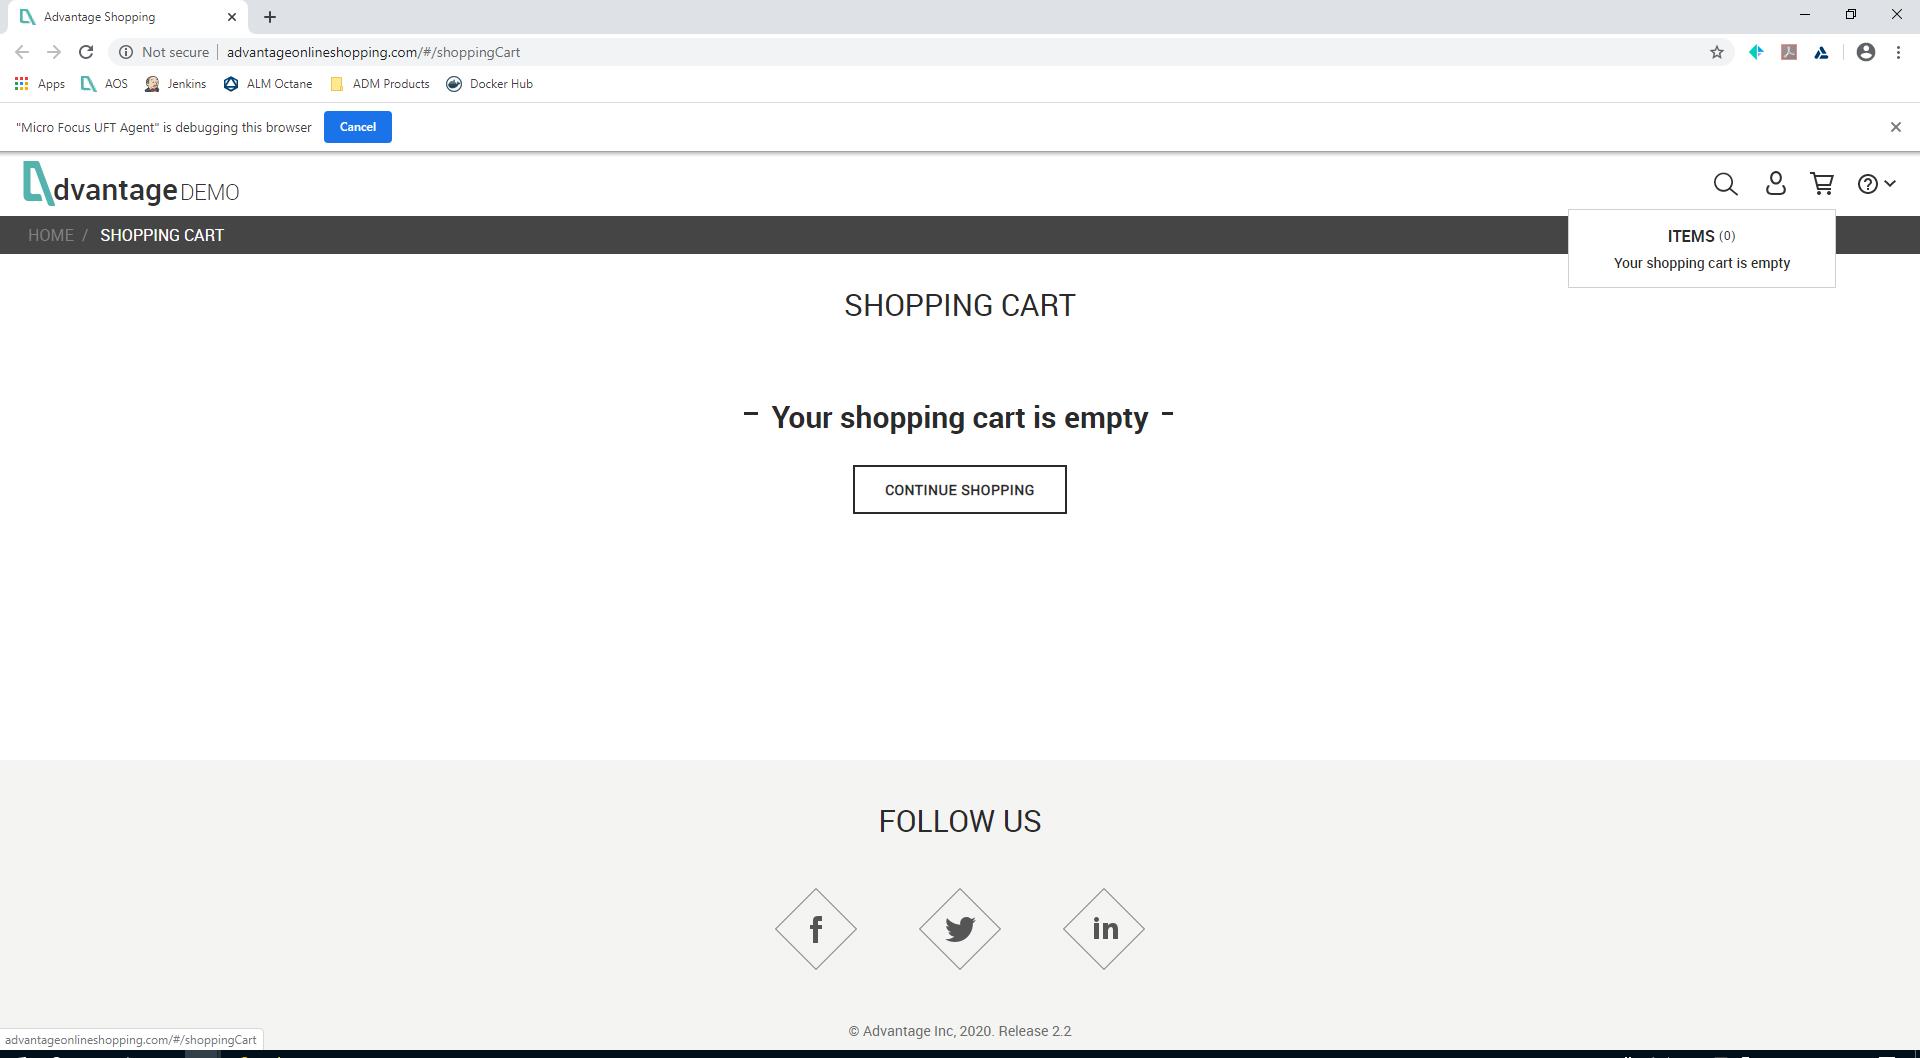 Advantage Shopping
Not secure advantageonlineshopping.com/#/shoppingCart
Apps AOS Jenkins ALM Octane ADM Products Docker Hub
"Micro Focus UFT Agent" is debugging this browser Cancel
dvantage DEMO
HOME / SHOPPING CART
ITEMS (0)
Your shopping cart is empty
SHOPPING CART
- Your shopping cart is empty -
CONTINUE SHOPPING
FOLLOW US
f in
© Advantage Inc, 2020. Release 2.2
advantageonlineshopping.com/#/shoppingCart